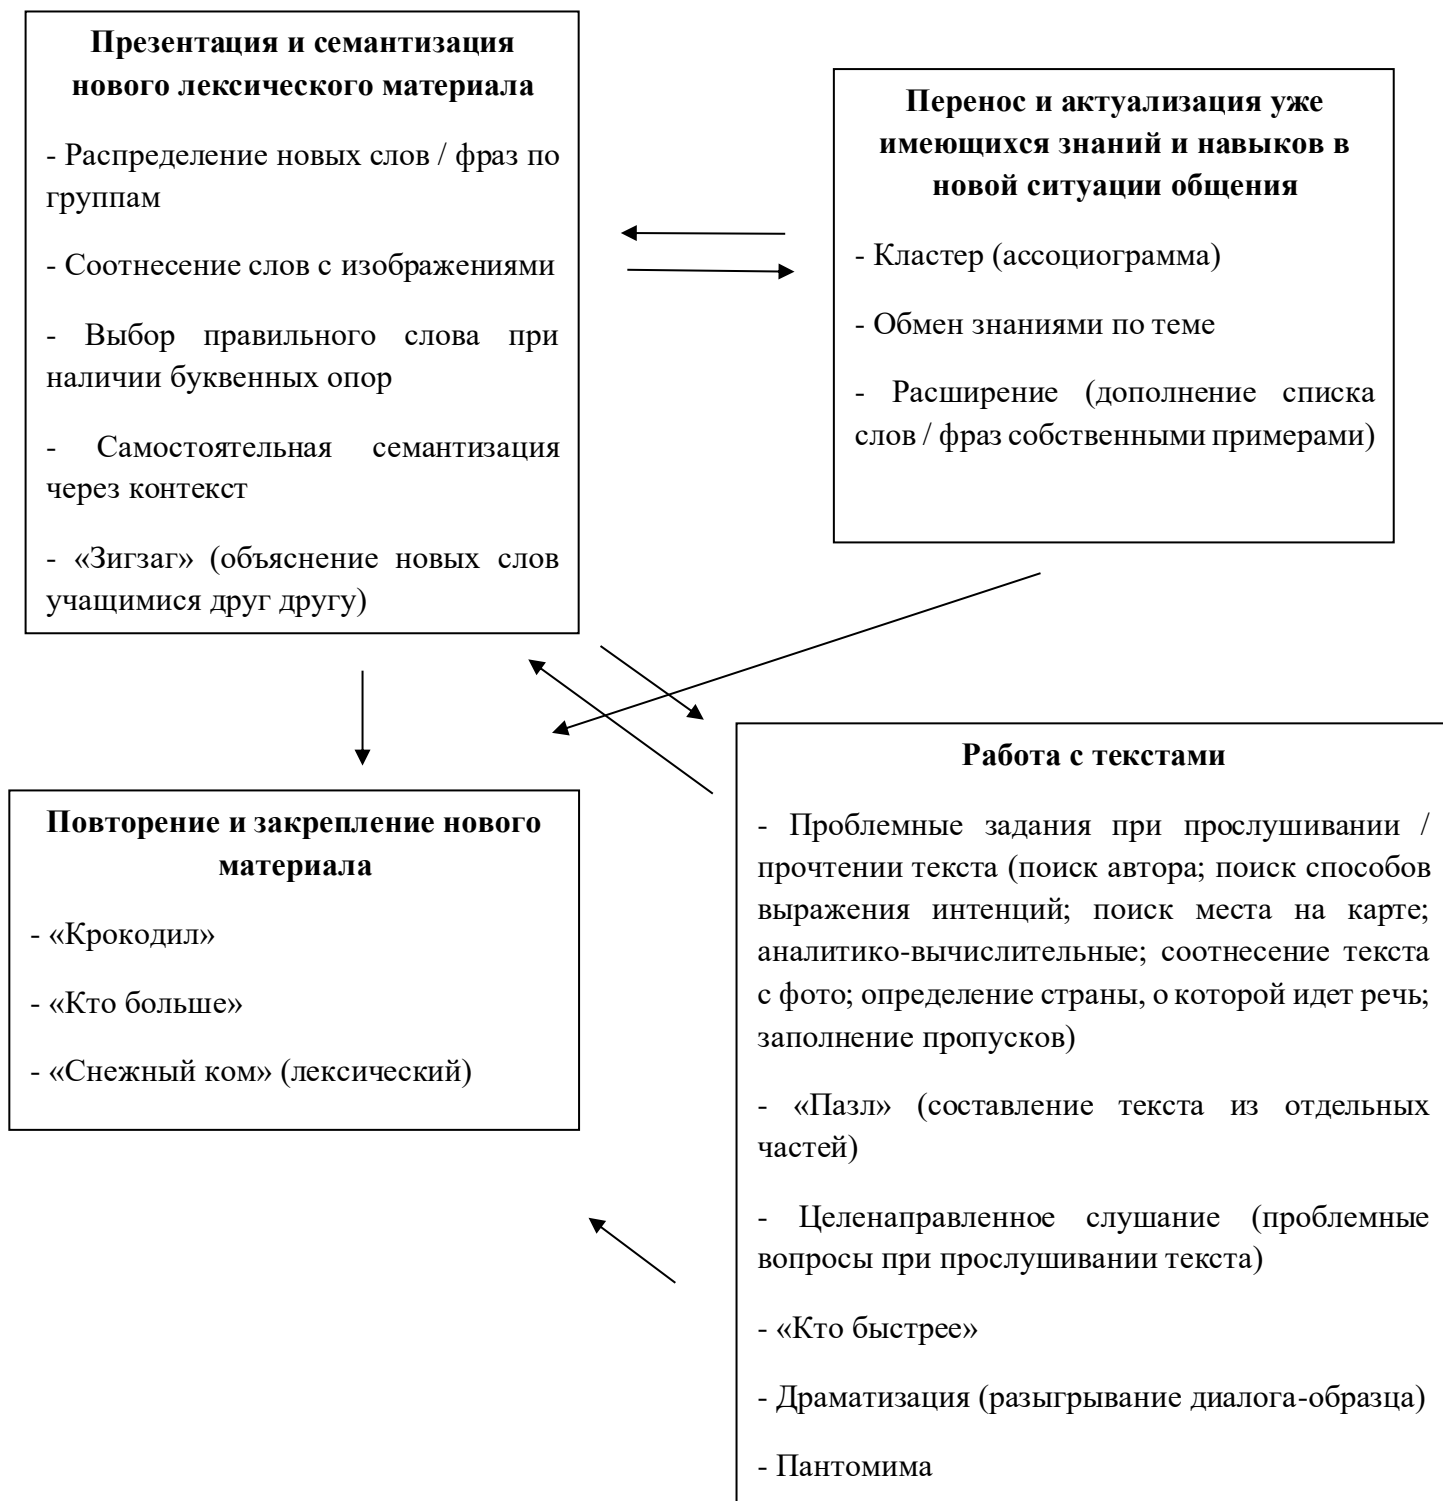 Презентация и семантизация
нового лексического материала
- Распределение новых слов / фраз по
группам
- Соотнесение слов с изображениями
- Выбор правильного слова при
наличии буквенных опор
- Самостоятельная семантизация
через контекст
- «Зигзаг» (объяснение новых слов
учащимися друг другу)
Перенос и актуализация уже
имеющихся знаний и навыков в
новой ситуации общения
- Кластер (ассоциограмма)
- Обмен знаниями по теме
- Расширение (дополнение списка
слов / фраз собственными примерами)
Повторение и закрепление нового
материала
- «Крокодил»
- «Кто больше»
- «Снежный ком» (лексический)
Работа с текстами
- Проблемные задания при прослушивании /
прочтении текста (поиск автора; поиск способов
выражения интенций; поиск места на карте;
аналитико-вычислительные; соотнесение текста
с фото; определение страны, о которой идет речь;
заполнение пропусков)
- «Пазл» (составление текста из отдельных
частей)
- Целенаправленное слушание (проблемные
вопросы при прослушивании текста)
- «Кто быстрее»
- Драматизация (разыгрывание диалога-образца)
- Пантомима